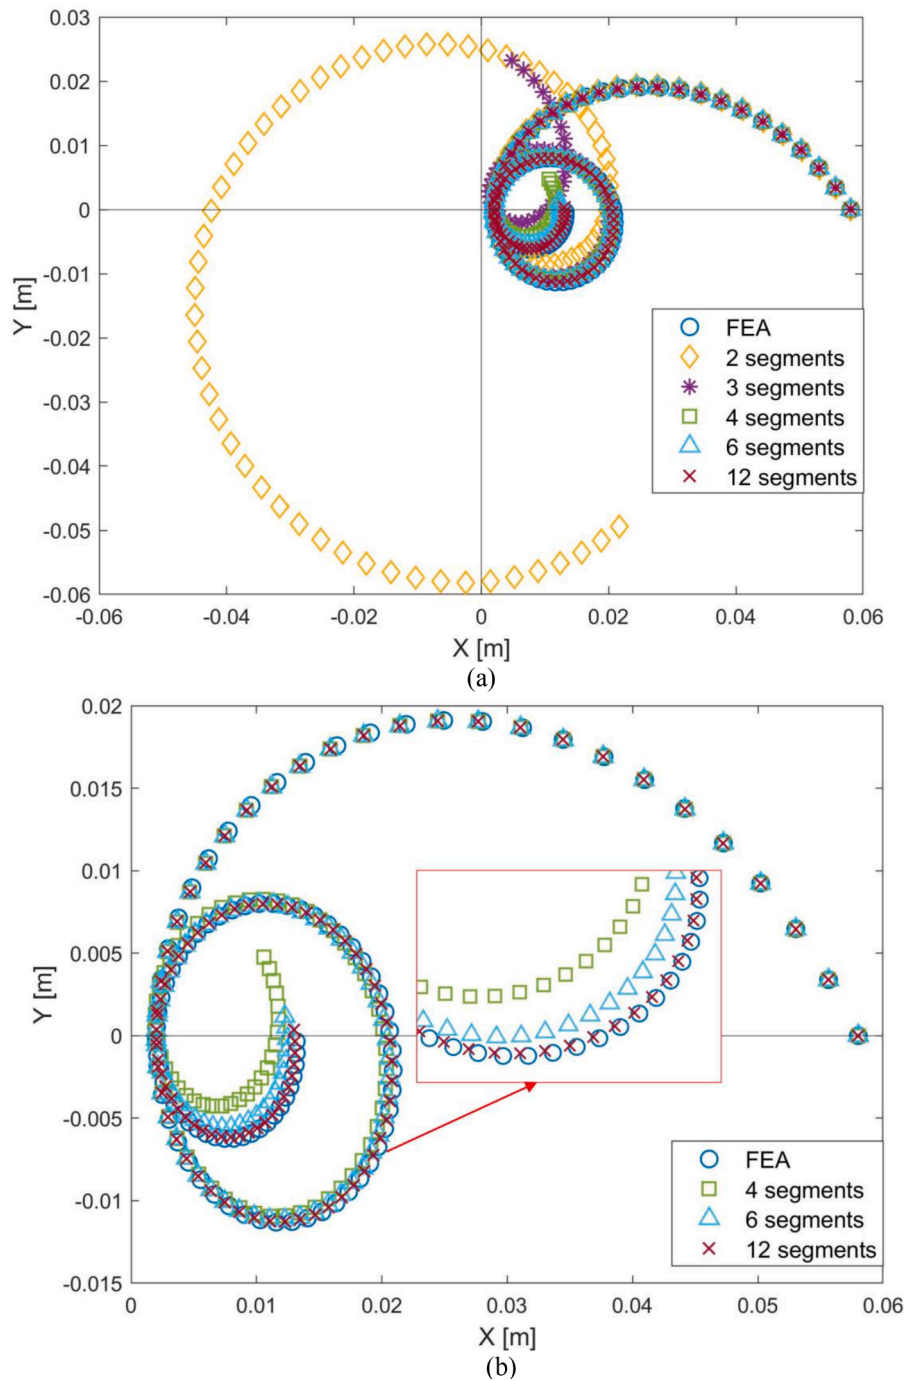 0.03
0.02
0.01
0
-0.01
-0.02
-0.03
-0.04
-0.05
-0.06
Y [m]
FEA
2 segments
3 segments
4 segments
6 segments
12 segments
-0.06 -0.04 -0.02 0 0.02 0.04 0.06
X [m]
(a)
0.02
0.015
0.01
0.005
0
-0.005
-0.01
-0.015
Y [m]
FEA
4 segments
6 segments
12 segments
0 0.01 0.02 0.03 0.04 0.05 0.06
X [m]
(b)